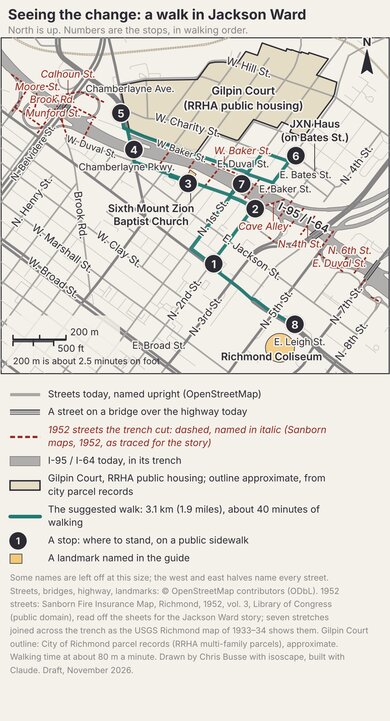 Seeing the change: a walk in Jackson Ward
North is up. Numbers are the stops, in walking order.
N
W. Hill St.
Calhoun St.
Moore St.
Chamberlayne Ave.
Brook Rd.
Munford St.
Gilpin Court
(RRHA public housing)
5
W. Charity St.
JXN Haus
(on Bates St.)
N. Belvidere St.
W. Duval St.
4
W. Baker St.
W. Baker St.
E. Duval St.
6
N. 4th St.
Chamberlayne Pkwy.
E. Bates St.
3
7
E. Baker St.
N. Henry St.
Brook Rd.
Sixth Mount Zion
Baptist Church
2
I-95 / I-64
N. 1st St.
Cave Alley
N. 4th St.
N. 6th St.
E. Duval St.
W. Marshall St.
W. Clay St.
E. Jackson St.
1
W. Broad St.
N. 2nd St.
N. 3rd St.
N. 5th St.
N. 7th St.
8
N. 8th St.
200 m
500 ft
200 m is about 2.5 minutes on foot.
E. Broad St.
E. Leigh St.
Richmond Coliseum
Streets today, named upright (OpenStreetMap)
A street on a bridge over the highway today
1952 streets the trench cut: dashed, named in italic (Sanborn
maps, 1952, as traced for the story)
I-95 / I-64 today, in its trench
Gilpin Court, RRHA public housing; outline approximate, from
city parcel records
The suggested walk: 3.1 km (1.9 miles), about 40 minutes of
walking
1
A stop: where to stand, on a public sidewalk
A landmark named in the guide
Some names are left off at this size; the west and east halves name every street.
Streets, bridges, highway, landmarks: © OpenStreetMap contributors (ODbL). 1952
streets: Sanborn Fire Insurance Map, Richmond, 1952, vol. 3, Library of Congress
(public domain), read off the sheets for the Jackson Ward story; seven stretches
joined across the trench as the USGS Richmond map of 1933–34 shows them. Gilpin Court
outline: City of Richmond parcel records (RRHA multi-family parcels), approximate.
Walking time at about 80 m a minute. Drawn by Chris Busse with isoscape, built with
Claude. Draft, November 2026.